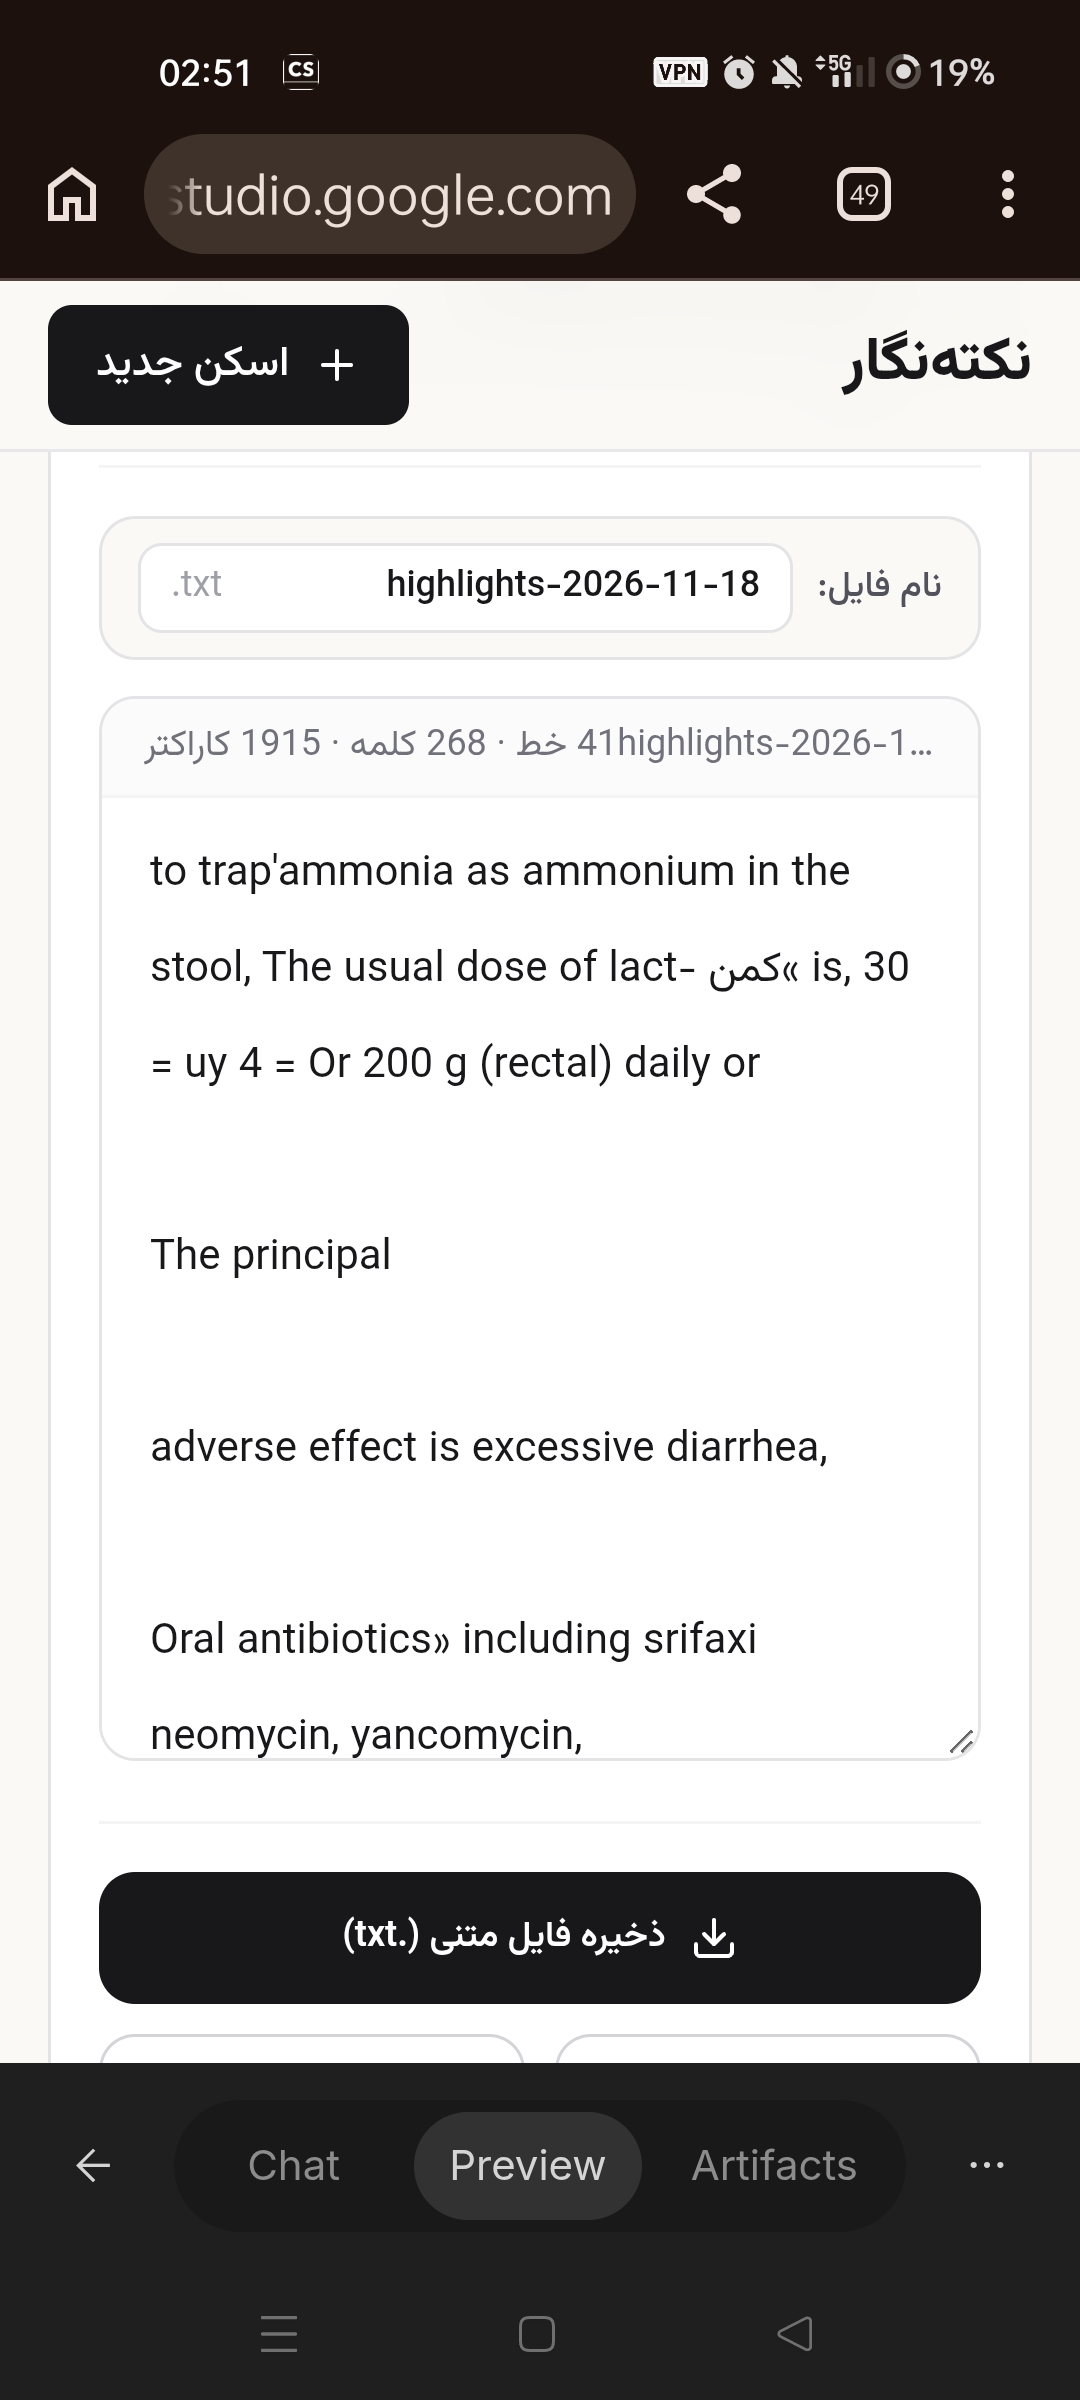 02:51 CS VPN 5G 19%
studio.google.com 49
نکته‌نگار
+ اسکن جدید
نام فایل: highlights-2026-11-18 .txt
highlights-2026-1... 41 خط · 268 کلمه · 1915 کاراکتر
to trap'ammonia as ammonium in the
stool, The usual dose of lact- کمن» is, 30
= uy 4 = Or 200 g (rectal) daily or
The principal
adverse effect is excessive diarrhea,
Oral antibiotics» including srifaxi
neomycin, yancomycin,
ذخیره فایل متنی (.txt)
Chat Preview Artifacts